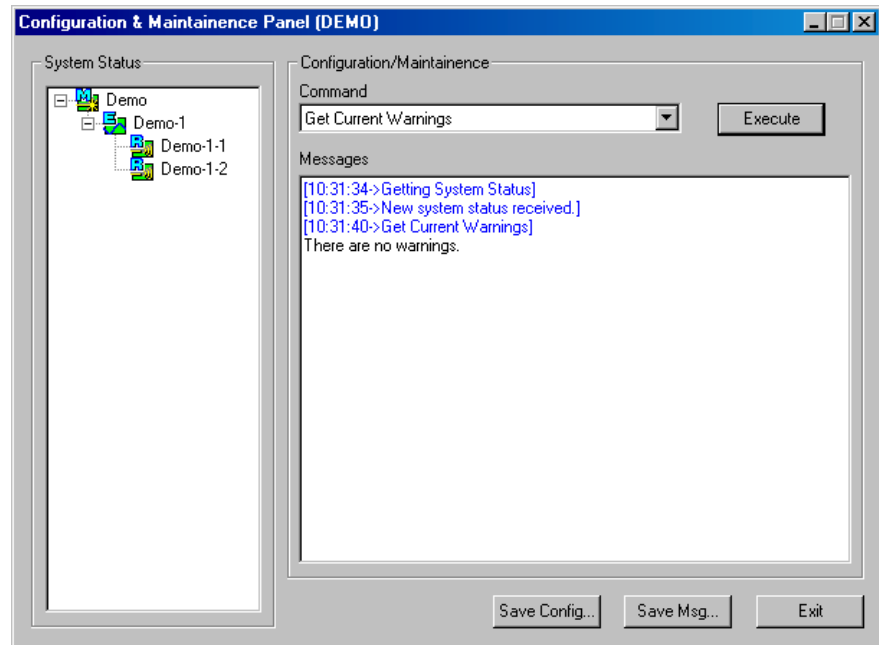 Configuration & Maintainence Panel (DEMO)
System Status
Demo
Demo-1
Demo-1-1
Demo-1-2
Configuration/Maintainence
Command
Get Current Warnings
Execute
Messages
[10:31:34->Getting System Status]
[10:31:35->New system status received.]
[10:31:40->Get Current Warnings]
There are no warnings.
Save Config...
Save Msg...
Exit